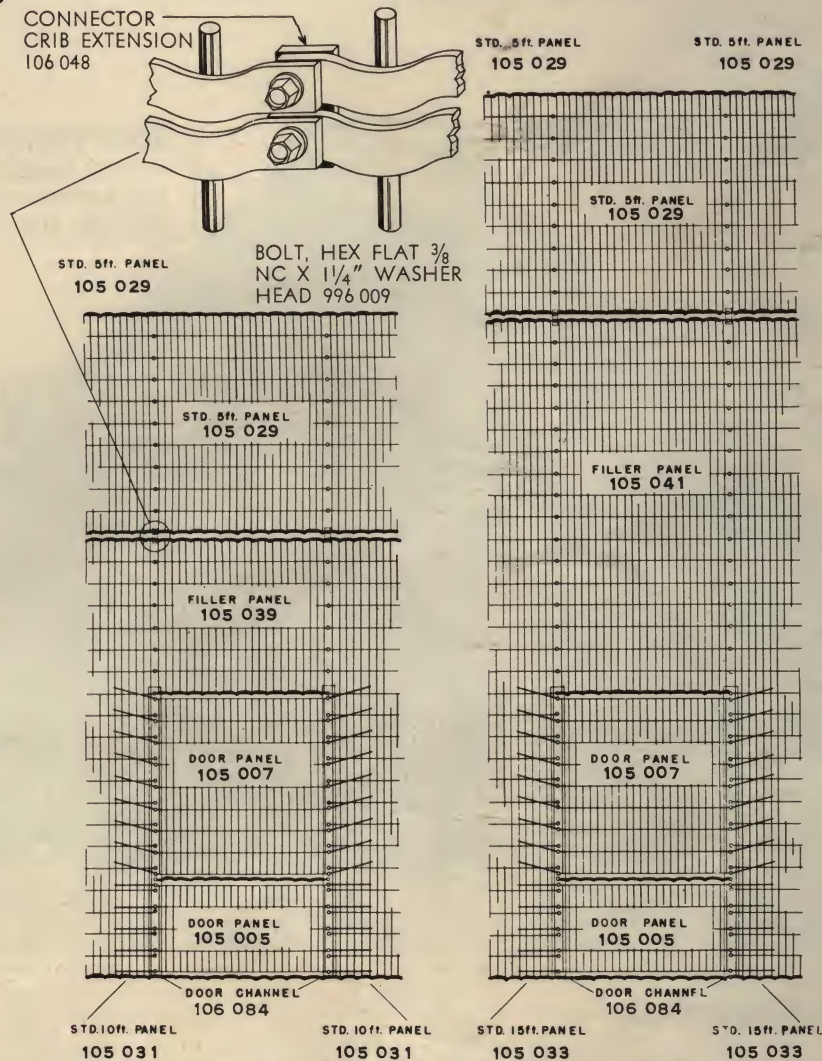 CONNECTOR
CRIB EXTENSION
106 048
BOLT, HEX FLAT 3/8
NC X 1 1/4" WASHER
HEAD 996 009
STD. 5ft. PANEL
105 029
STD. 5ft. PANEL
105 029
FILLER PANEL
105 039
DOOR PANEL
105 007
DOOR PANEL
105 005
DOOR CHANNEL
106 084
STD. 10ft. PANEL
105 031
STD. 10ft. PANEL
105 031
STD. 5ft. PANEL
105 029
STD. 5ft. PANEL
105 029
STD. 5ft. PANEL
105 029
FILLER PANEL
105 041
DOOR PANEL
105 007
DOOR PANEL
105 005
DOOR CHANNEL
106 084
STD. 15ft. PANEL
105 033
STD. 15ft. PANEL
105 033